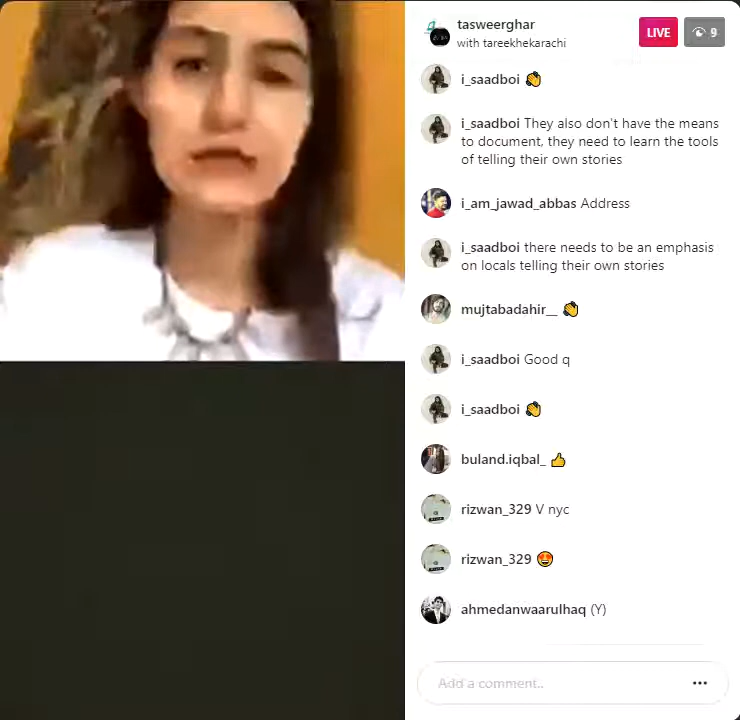 tasweerghar
with tareekhekarachi
LIVE
9
i_saadboi 👏
i_saadboi They also don't have the means
to document, they need to learn the tools
of telling their own stories
i_am_jawad_abbas Address
i_saadboi there needs to be an emphasis
on locals telling their own stories
mujtabadahir__ 👏
i_saadboi Good q
i_saadboi 👏
buland.iqbal_ 👍
rizwan_329 V nyc
rizwan_329 😍
ahmedanwaarulhaq (Y)
Add a comment..